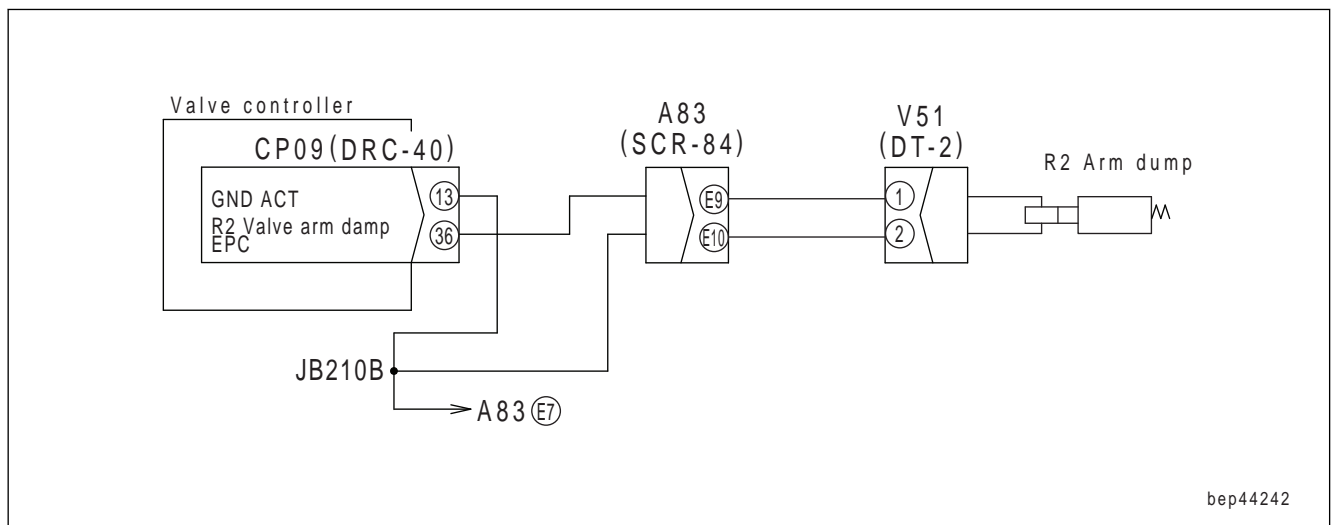 Valve controller
CP09(DRC-40)
GND ACT
R2 Valve arm damp
EPC
13
36
A83
(SCR-84)
E9
E10
V51
(DT-2)
1
2
R2 Arm dump
JB210B
A83 E7
bep44242